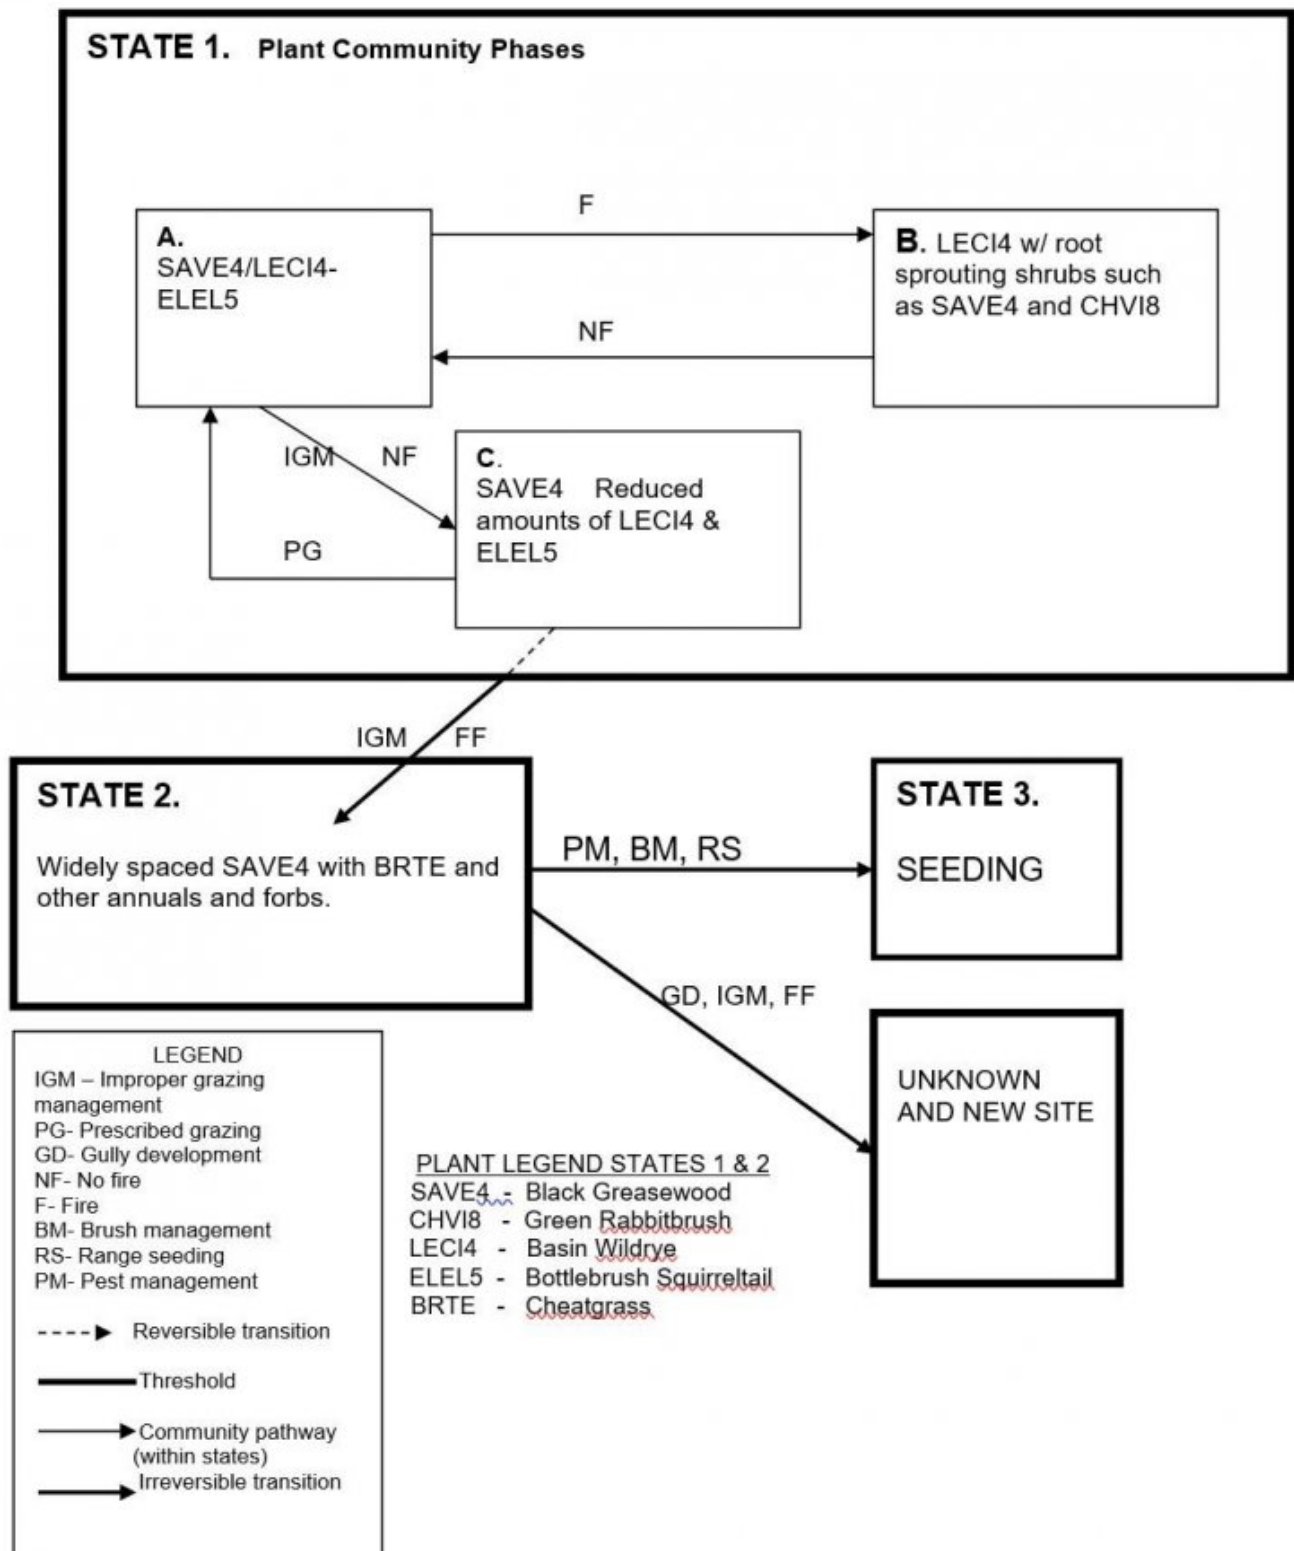 STATE 1. Plant Community Phases
F
A.
SAVE4/LECI4-
ELEL5
B. LECI4 w/ root
sprouting shrubs such
as SAVE4 and CHVI8
NF
IGM NF
C.
SAVE4 Reduced
amounts of LECI4 &
ELEL5
PG
IGM FF
STATE 2.
Widely spaced SAVE4 with BRTE and
other annuals and forbs.
PM, BM, RS
STATE 3.
SEEDING
GD, IGM, FF
UNKNOWN
AND NEW SITE
LEGEND
IGM – Improper grazing
management
PG- Prescribed grazing
GD- Gully development
NF- No fire
F- Fire
BM- Brush management
RS- Range seeding
PM- Pest management
Reversible transition
Threshold
Community pathway
(within states)
Irreversible transition
PLANT LEGEND STATES 1 & 2
SAVE4 - Black Greasewood
CHVI8 - Green Rabbitbrush
LECI4 - Basin Wildrye
ELEL5 - Bottlebrush Squirreltail
BRTE - Cheatgrass